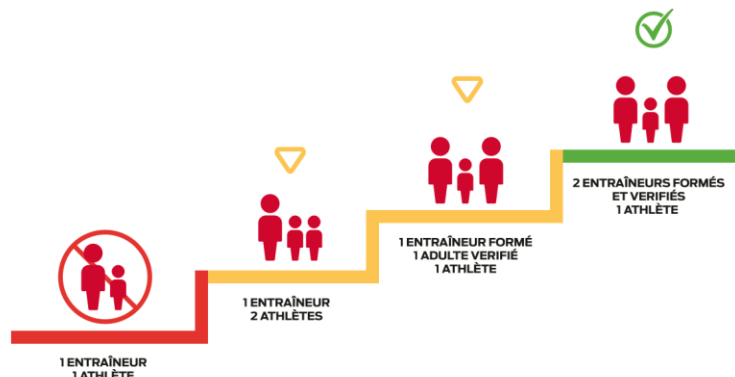 2 ENTRAÎNEURS FORMÉS
ET VERIFIÉS
1 ATHLÈTE
1 ENTRAÎNEUR FORMÉ
1 ADULTE VERIFIÉ
1 ATHLÈTE
1 ENTRAÎNEUR
2 ATHLÈTES
1 ENTRAÎNEUR
1 ATHLÈTE